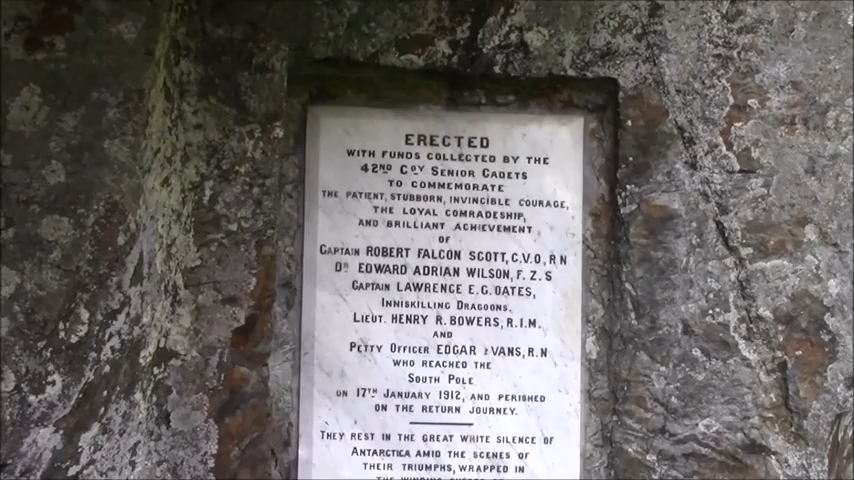 ERECTED
WITH FUNDS COLLECTED BY THE
42ND COY SENIOR CADETS
TO COMMEMORATE
THE PATIENT, STUBBORN, INVINCIBLE COURAGE,
THE LOYAL COMRADESHIP,
AND BRILLIANT ACHIEVEMENT
OF
CAPTAIN ROBERT FALCON SCOTT, C.V.O, R.N
DR EDWARD ADRIAN WILSON, F.Z.S
CAPTAIN LAWRENCE E.G. OATES,
INNISKILLING DRAGOONS.
LIEUT. HENRY R. BOWERS, R.I.M.
AND
PETTY OFFICER EDGAR EVANS, R.N
WHO REACHED THE
SOUTH POLE
ON 17TH JANUARY 1912, AND PERISHED
ON THE RETURN JOURNEY.
THEY REST IN THE GREAT WHITE SILENCE OF
ANTARCTICA AMID THE SCENES OF
THEIR TRIUMPHS, WRAPPED IN
THE WINDING